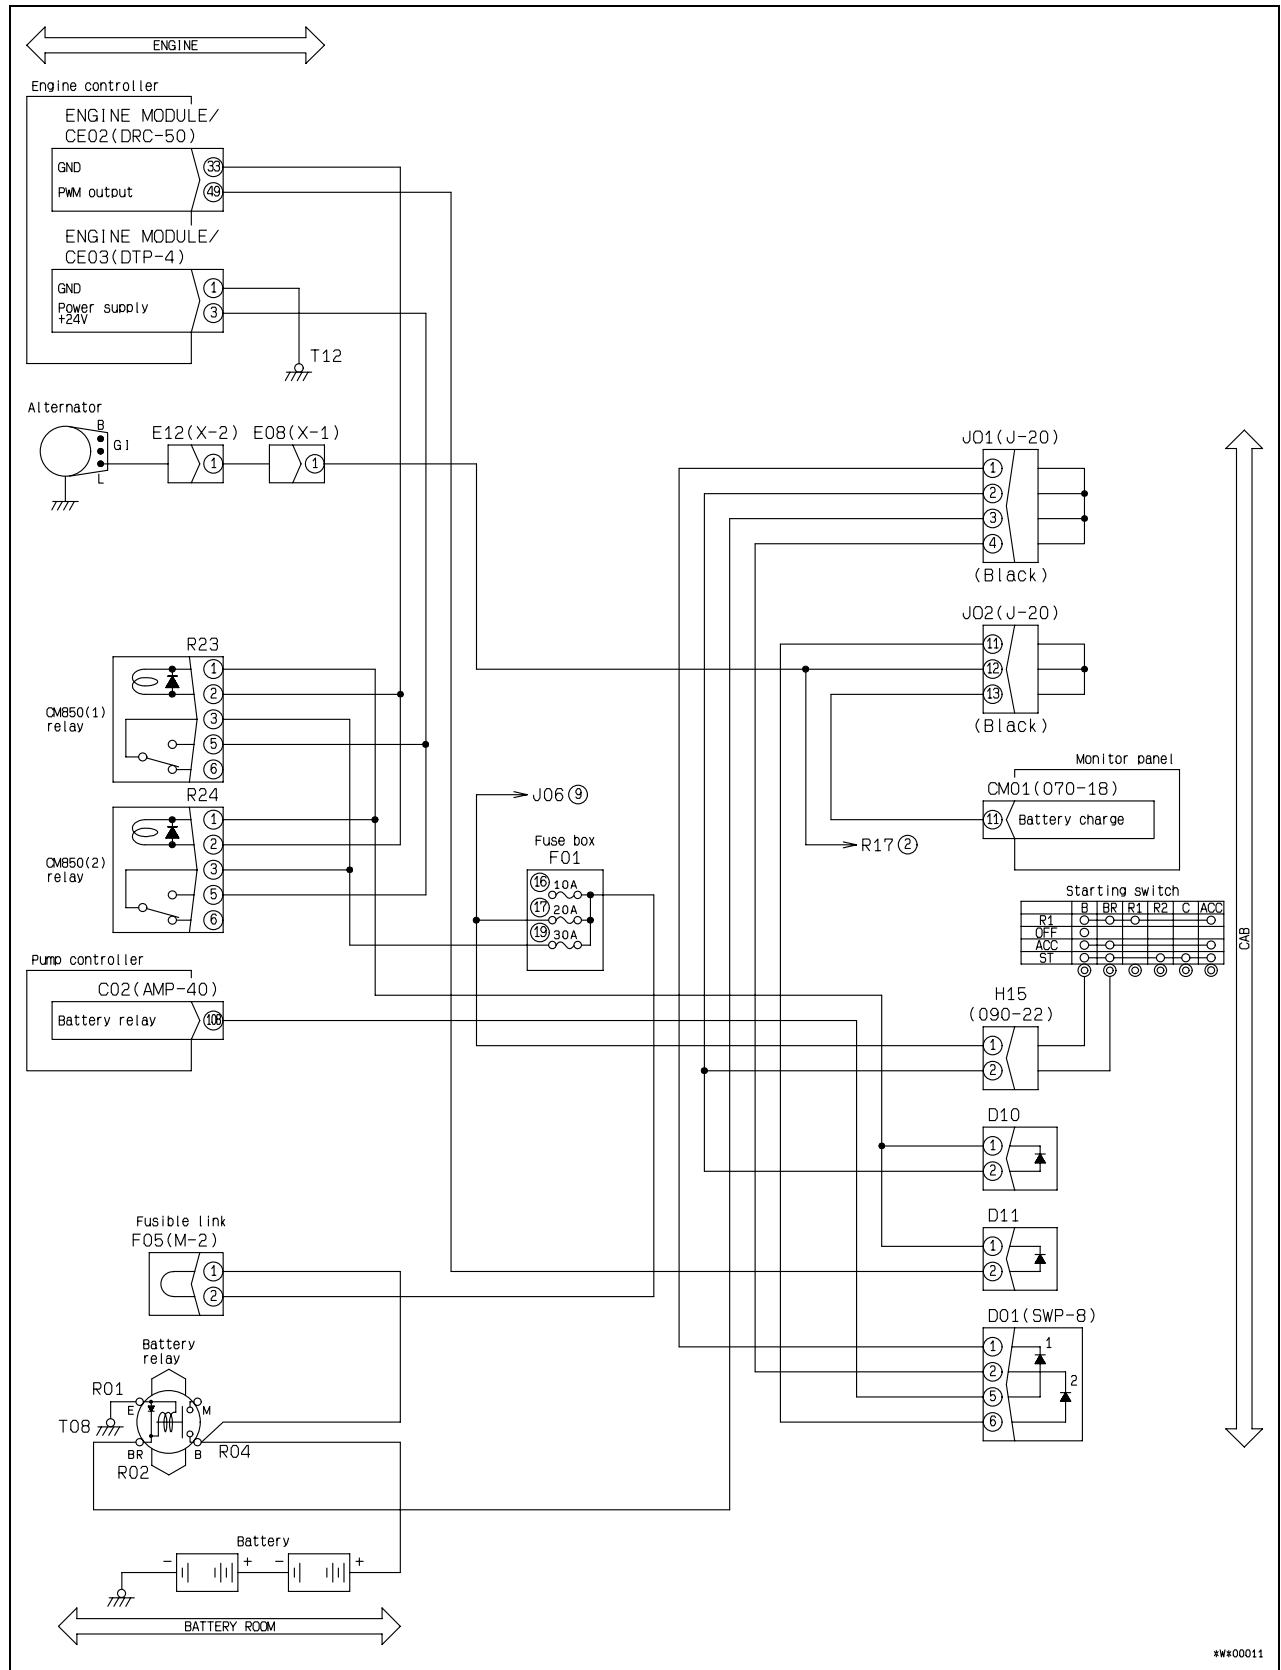 ENGINE
Engine controller
ENGINE MODULE/
CE02(DRC-50)
GND
33
PWM output
49
ENGINE MODULE/
CE03(DTP-4)
GND
1
Power supply
+24V
3
T12
Alternator
B
GI
L
E12(X-2)
1
E08(X-1)
1
J01(J-20)
1
2
3
4
(Black)
J02(J-20)
11
12
13
(Black)
R23
CM850(1)
relay
1
2
3
5
6
R24
CM850(2)
relay
1
2
3
5
6
J06 9
Fuse box
F01
16 10A
17 20A
19 30A
R17 2
Monitor panel
CM01(070-18)
11 Battery charge
Starting switch
B BR R1 R2 C ACC
R1
OFF
ACC
ST
CAB
Pump controller
C02(AMP-40)
Battery relay 108
H15
(090-22)
1
2
D10
1
2
D11
1
2
D01(SWP-8)
1
2
5
6
1
2
Fusible link
F05(M-2)
1
2
Battery
relay
R01
E
M
T08
BR
B
R04
R02
Battery
- + - +
BATTERY ROOM
*W*00011